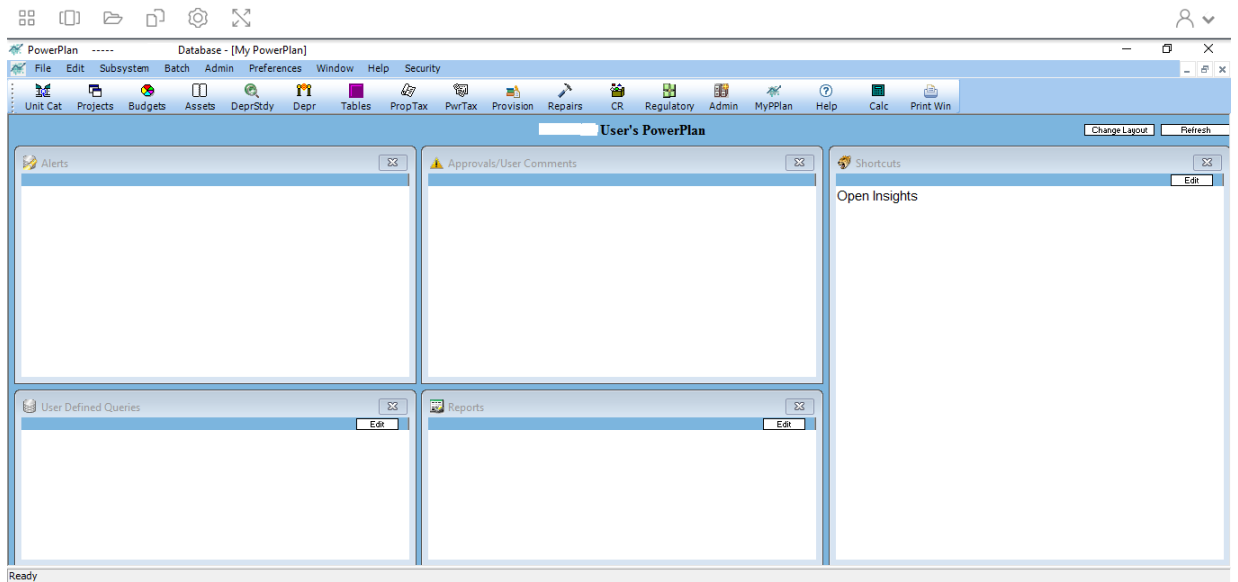 PowerPlan ----- Database - [My PowerPlan]
File Edit Subsystem Batch Admin Preferences Window Help Security
Unit Cat Projects Budgets Assets DeprStdy Depr Tables PropTax PwrTax Provision Repairs CR Regulatory Admin MyPPlan Help Calc Print Win
User's PowerPlan
Change Layout Refresh
Alerts
Approvals/User Comments
Shortcuts
Edit
Open Insights
User Defined Queries
Edit
Reports
Edit
Ready